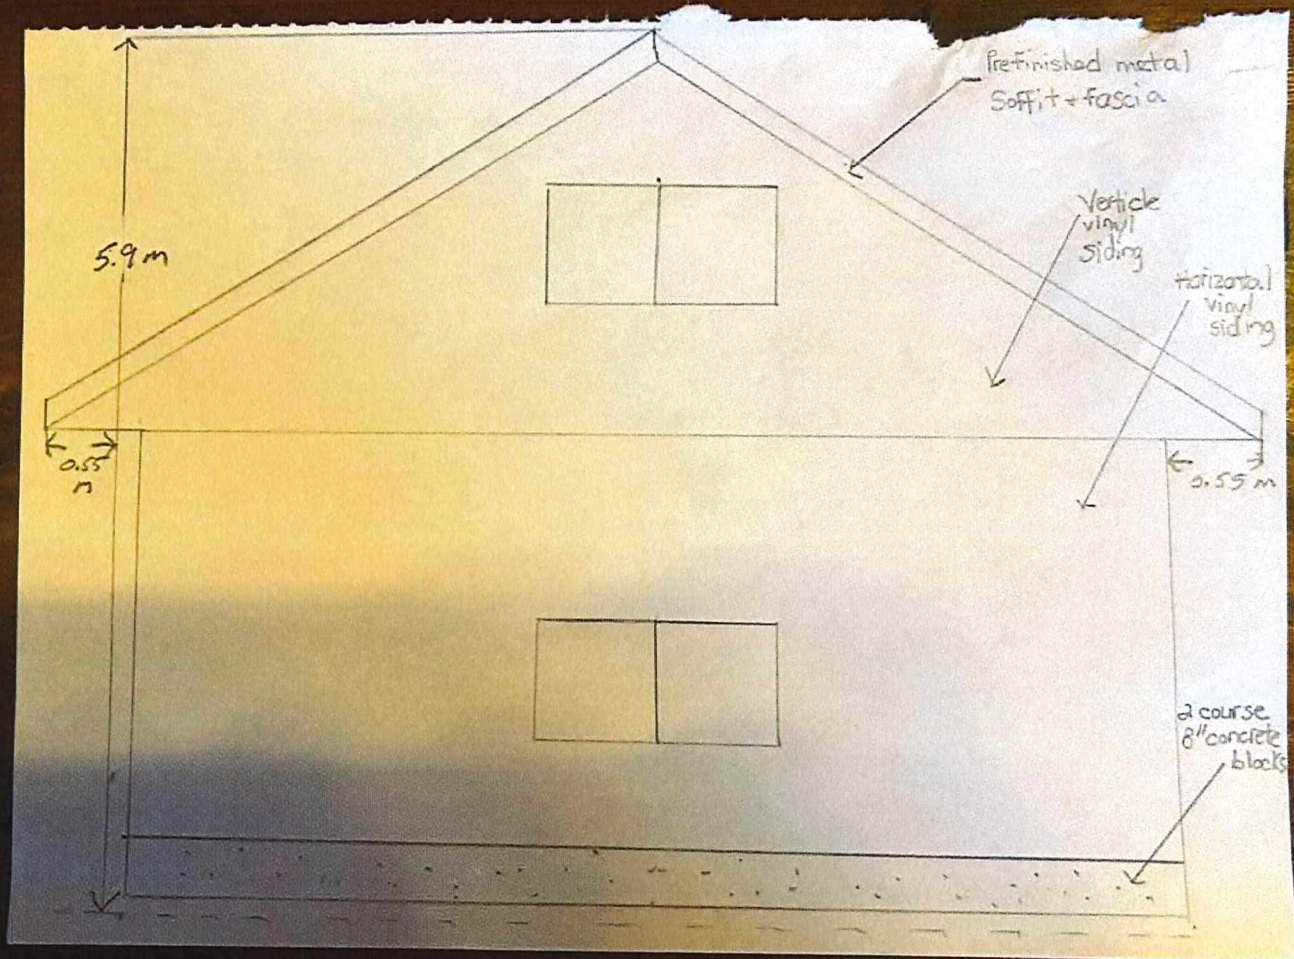 Prefinished metal
Soffit + fascia
Verticle
vinyl
siding
5.9 m
Horizontal
vinyl
siding
0.55
m
0.55 m
2 course
8" concrete
blocks